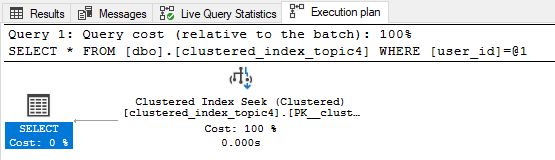 Results Messages Live Query Statistics Execution plan
Query 1: Query cost (relative to the batch): 100%
SELECT * FROM [dbo].[clustered_index_topic4] WHERE [user_id]=@1
Clustered Index Seek (Clustered)
[clustered_index_topic4].[PK__clust…
Cost: 100 %
0.000s
SELECT
Cost: 0 %